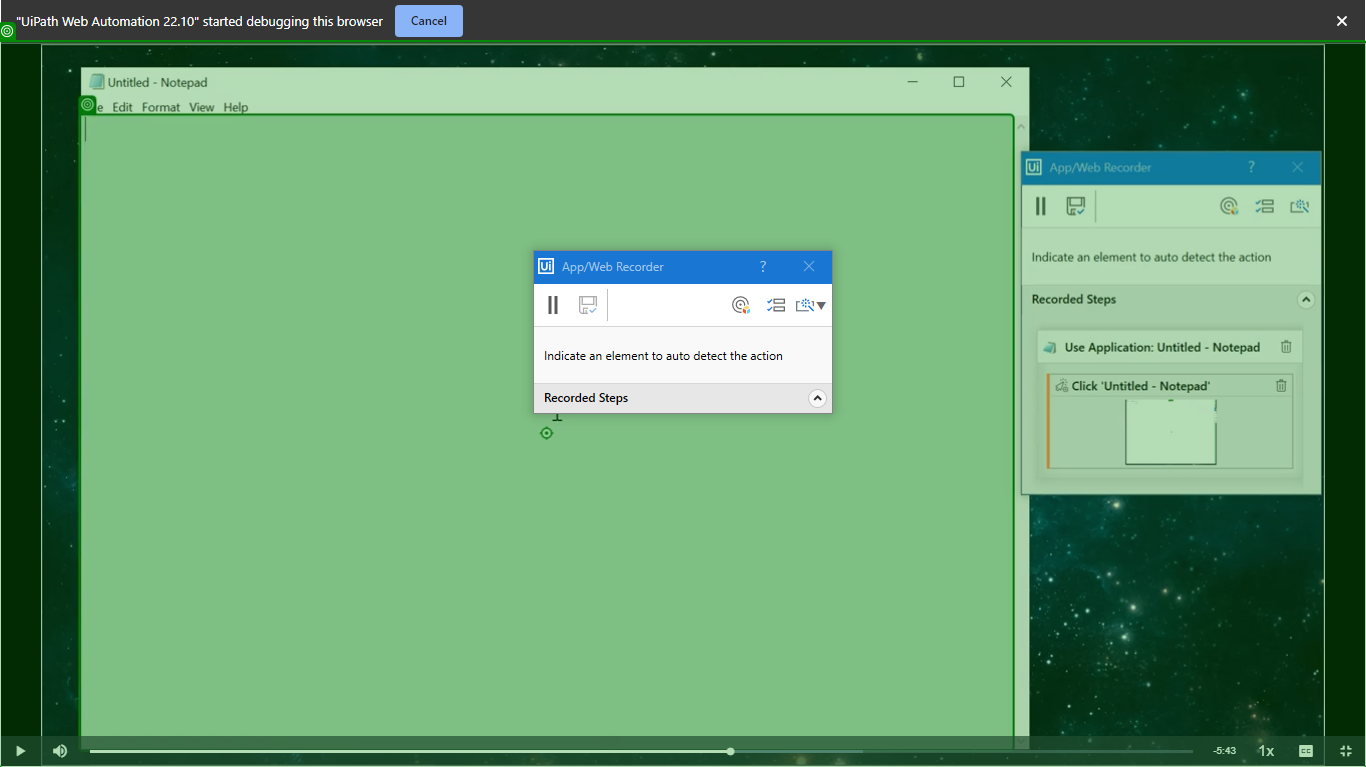 "UiPath Web Automation 22.10" started debugging this browser Cancel
Untitled - Notepad
e Edit Format View Help
Ui App/Web Recorder ?
Indicate an element to auto detect the action
Recorded Steps
Use Application: Untitled - Notepad
Click 'Untitled - Notepad'
Ui App/Web Recorder ?
Indicate an element to auto detect the action
Recorded Steps
-5:43 1x CC